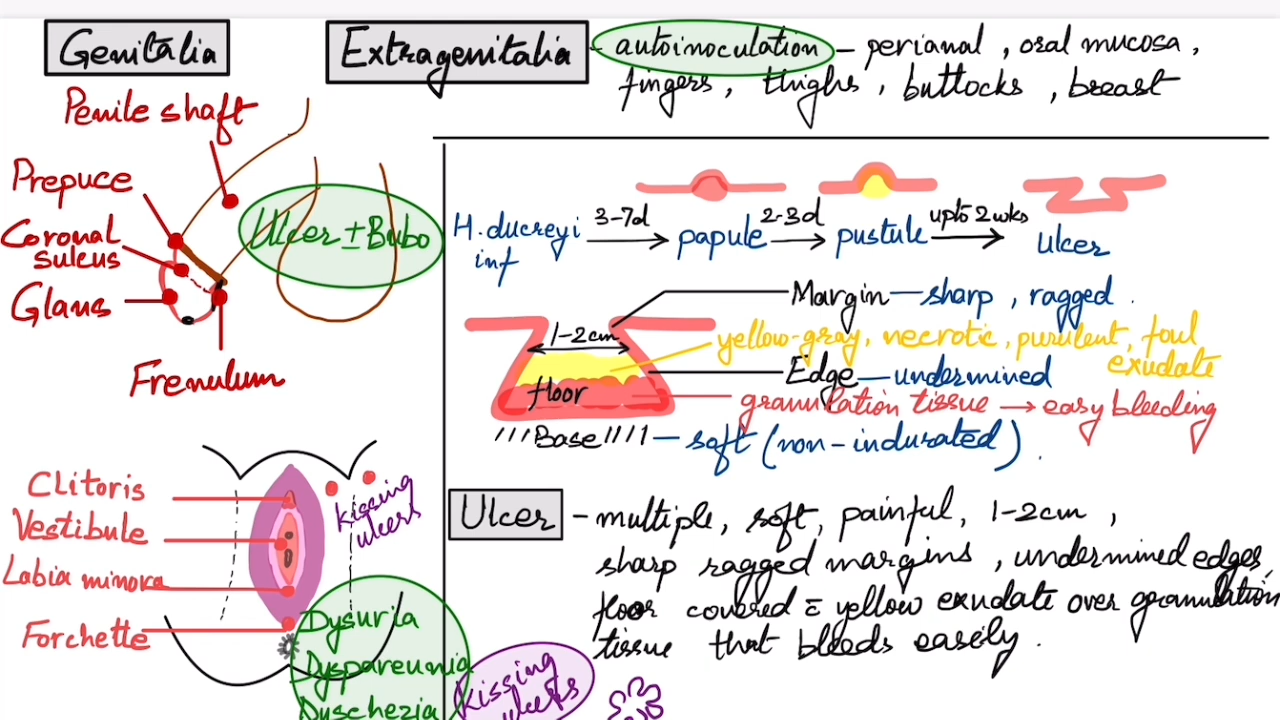 Genitalia
Extragenitalia - autoinoculation - perianal, oral mucosa,
fingers, thighs, buttocks, breast
Penile shaft
Prepuce
Coronal
sulcus
Glans
Frenulum
Ulcer ± Bubo
H. ducreyi
inf
3-7d
papule
2-3d
pustule
upto 2 wks
ulcer
1-2cm
Margin - sharp, ragged.
yellow-gray, necrotic, purulent, foul
exudate
Edge - undermined
floor
granulation tissue → easy bleeding
Base - soft (non-indurated).
Clitoris
Vestibule
Labia minora
Forchette
kissing
ulcers
Dysuria
Dyspareunia
Dyschezia
Kissing
ulcers
Ulcer - multiple, soft, painful, 1-2cm,
sharp ragged margins, undermined edges,
floor covered c̄ yellow exudate over granulation
tissue that bleeds easily.